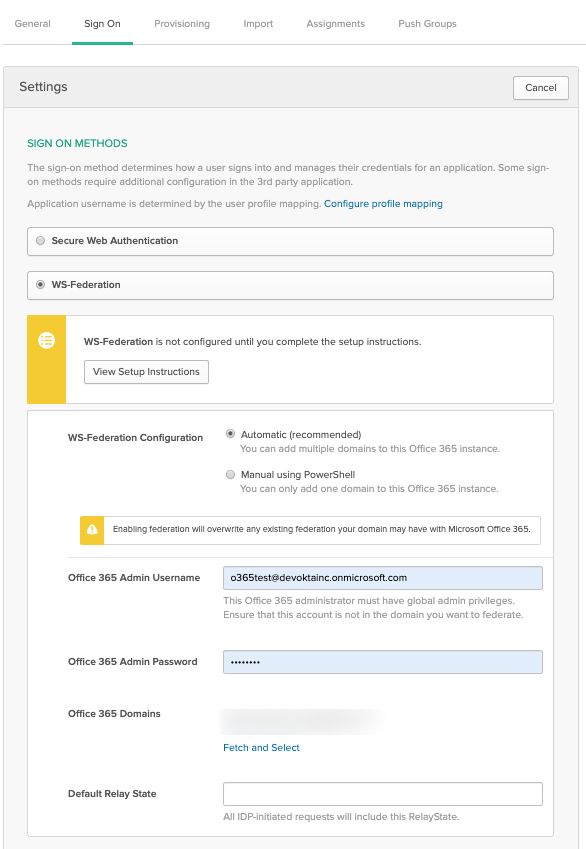 General Sign On Provisioning Import Assignments Push Groups
Settings
Cancel
SIGN ON METHODS
The sign-on method determines how a user signs into and manages their credentials for an application. Some sign-
on methods require additional configuration in the 3rd party application.
Application username is determined by the user profile mapping. Configure profile mapping
Secure Web Authentication
WS-Federation
WS-Federation is not configured until you complete the setup instructions.
View Setup Instructions
WS-Federation Configuration
Automatic (recommended)
You can add multiple domains to this Office 365 instance.
Manual using PowerShell
You can only add one domain to this Office 365 instance.
Enabling federation will overwrite any existing federation your domain may have with Microsoft Office 365.
Office 365 Admin Username
o365test@devoktainc.onmicrosoft.com
This Office 365 administrator must have global admin privileges.
Ensure that this account is not in the domain you want to federate.
Office 365 Admin Password
••••••••
Office 365 Domains
Fetch and Select
Default Relay State
All IDP-initiated requests will include this RelayState.